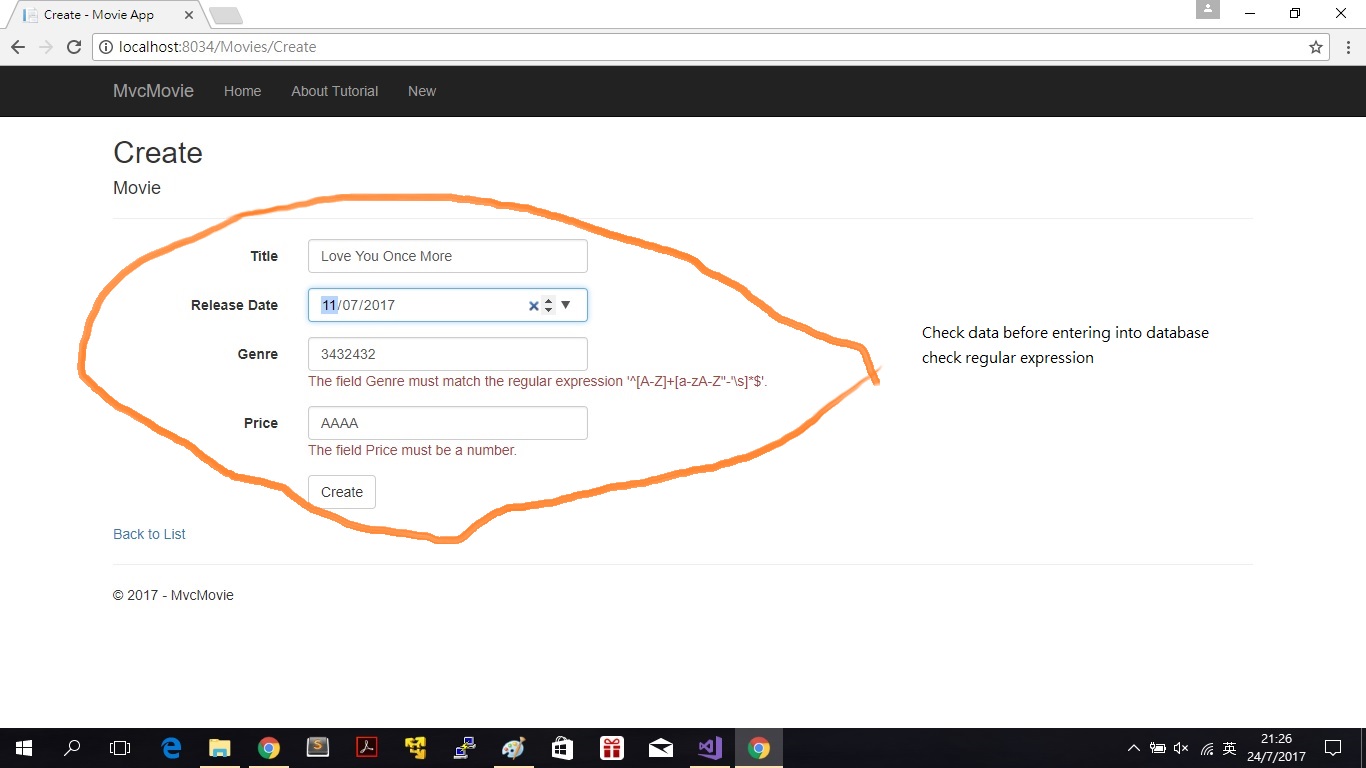 Create - Movie App
localhost:8034/Movies/Create
MvcMovie Home About Tutorial New
Create
Movie
Title Love You Once More
Release Date 11/07/2017
Check data before entering into database
check regular expression
Genre 3432432
The field Genre must match the regular expression '^[A-Z]+[a-zA-Z''-'\s]*$'.
Price AAAA
The field Price must be a number.
Create
Back to List
© 2017 - MvcMovie
英
21:26
24/7/2017